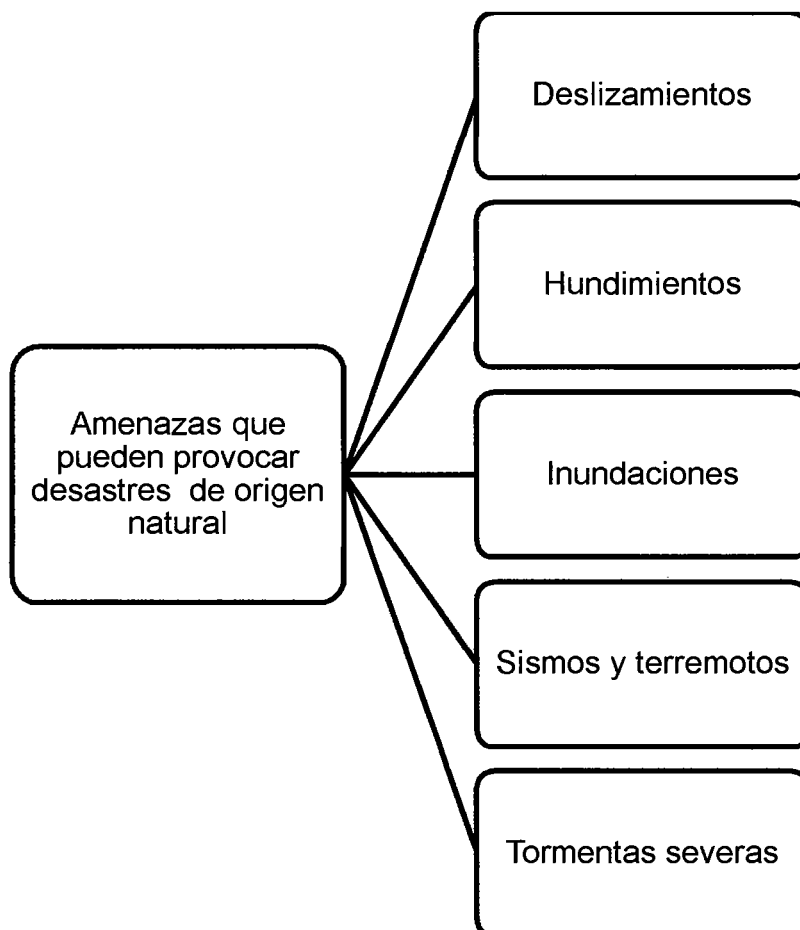 Deslizamientos
Hundimientos
Amenazas que
pueden provocar
desastres de origen
natural
Inundaciones
Sismos y terremotos
Tormentas severas